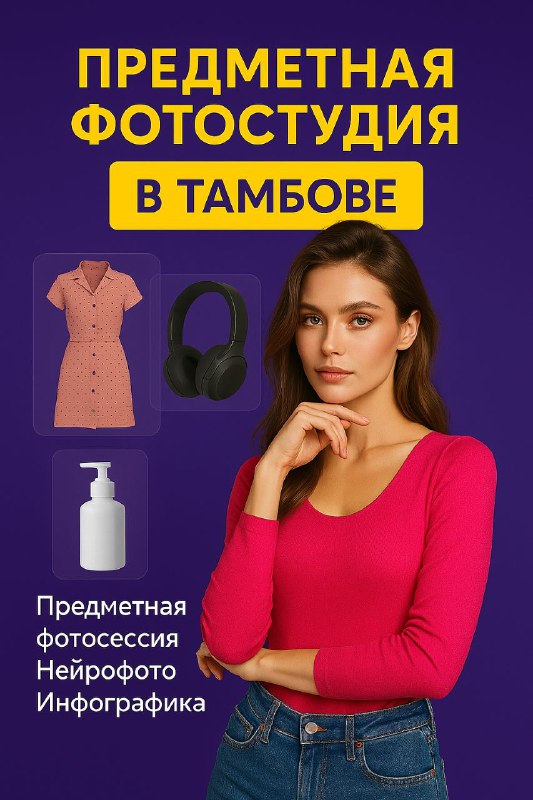 ПРЕДМЕТНАЯ
ФОТОСТУДИЯ
В ТАМБОВЕ
Предметная
фотосессия
Нейрофото
Инфографика